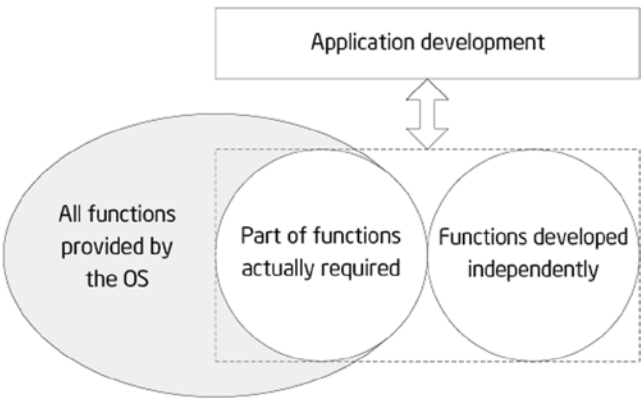 Application development
All functions
provided by
the OS
Part of functions
actually required
Functions developed
independently